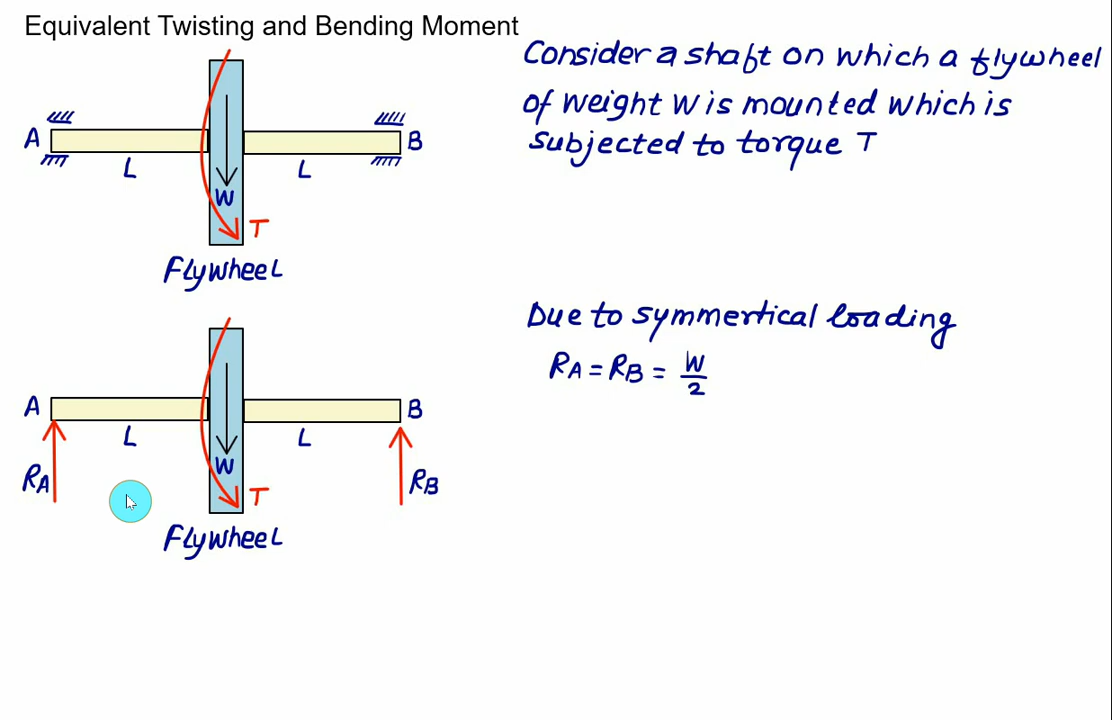 Equivalent Twisting and Bending Moment
Consider a shaft on which a flywheel
of weight W is mounted which is
subjected to torque T
A
B
L
L
W
T
Flywheel
Due to symmertical loading
RA = RB = W/2
A
B
L
L
W
T
RA
RB
Flywheel